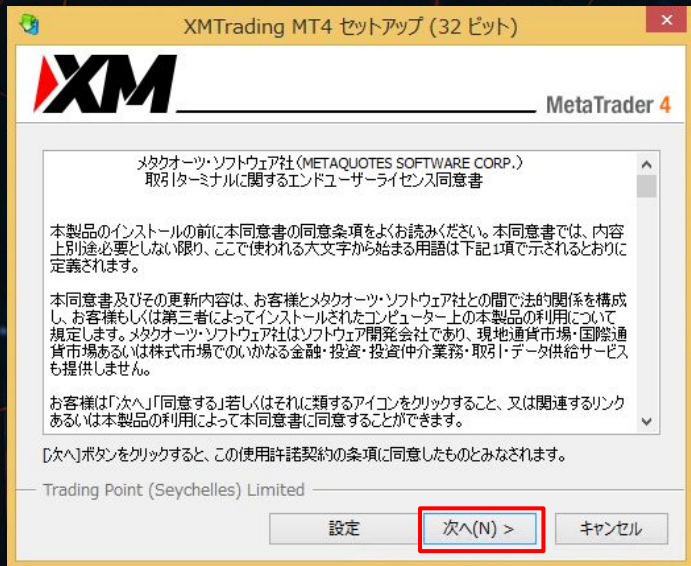 XMTrading MT4 セットアップ (32 ビット)
XM
MetaTrader 4
メタクオーツ・ソフトウェア社(METAQUOTES SOFTWARE CORP.)
取引ターミナルに関するエンドユーザーライセンス同意書
本製品のインストールの前に本同意書の同意条項をよくお読みください。本同意書では、内容
上別途必要としない限り、ここで使われる大文字から始まる用語は下記1項で示されるとおりに
定義されます。
本同意書及びその更新内容は、お客様とメタクオーツ・ソフトウェア社との間で法的関係を構成
し、お客様もしくは第三者によってインストールされたコンピューター上の本製品の利用について
規定します。メタクオーツ・ソフトウェア社はソフトウェア開発会社であり、現地通貨市場・国際通
貨市場あるいは株式市場でのいかなる金融・投資・投資仲介業務・取引・データ供給サービス
も提供しません。
お客様は「次へ」「同意する」若しくはそれに類するアイコンをクリックすること、又は関連するリンク
あるいは本製品の利用によって本同意書に同意することができます。
[次へ]ボタンをクリックすると、この使用許諾契約の条項に同意したものとみなされます。
Trading Point (Seychelles) Limited
設定
次へ(N) >
キャンセル